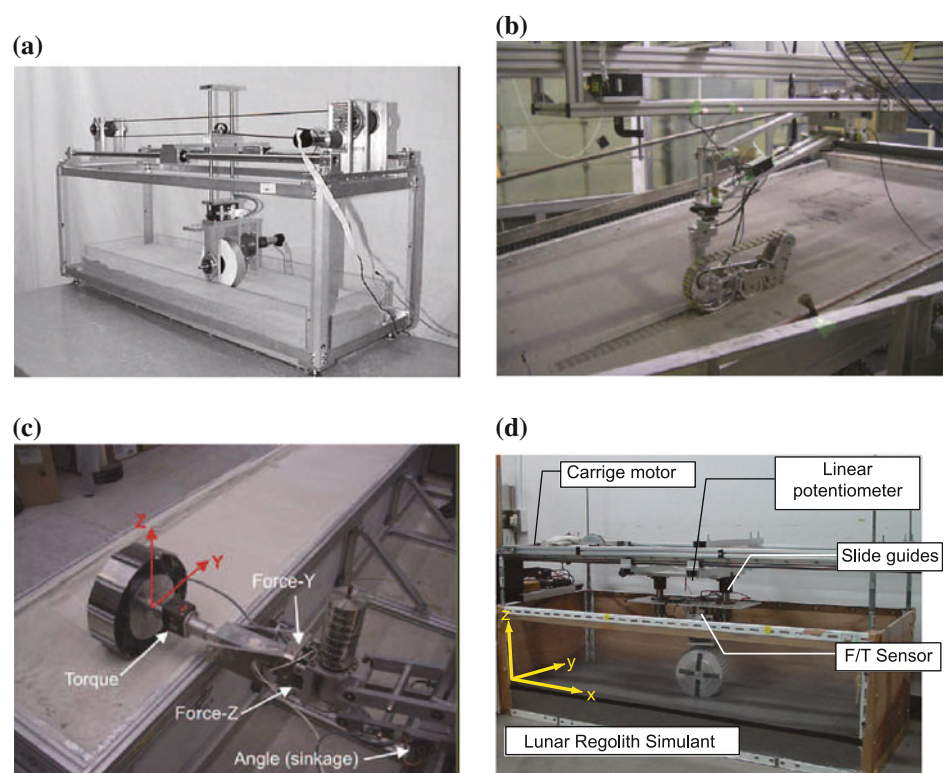 (a)
(b)
(c)
Z
Y
Force-Y
Torque
Force-Z
Angle (sinkage)
(d)
Carrige motor
Linear
potentiometer
Slide guides
F/T Sensor
z
y
x
Lunar Regolith Simulant